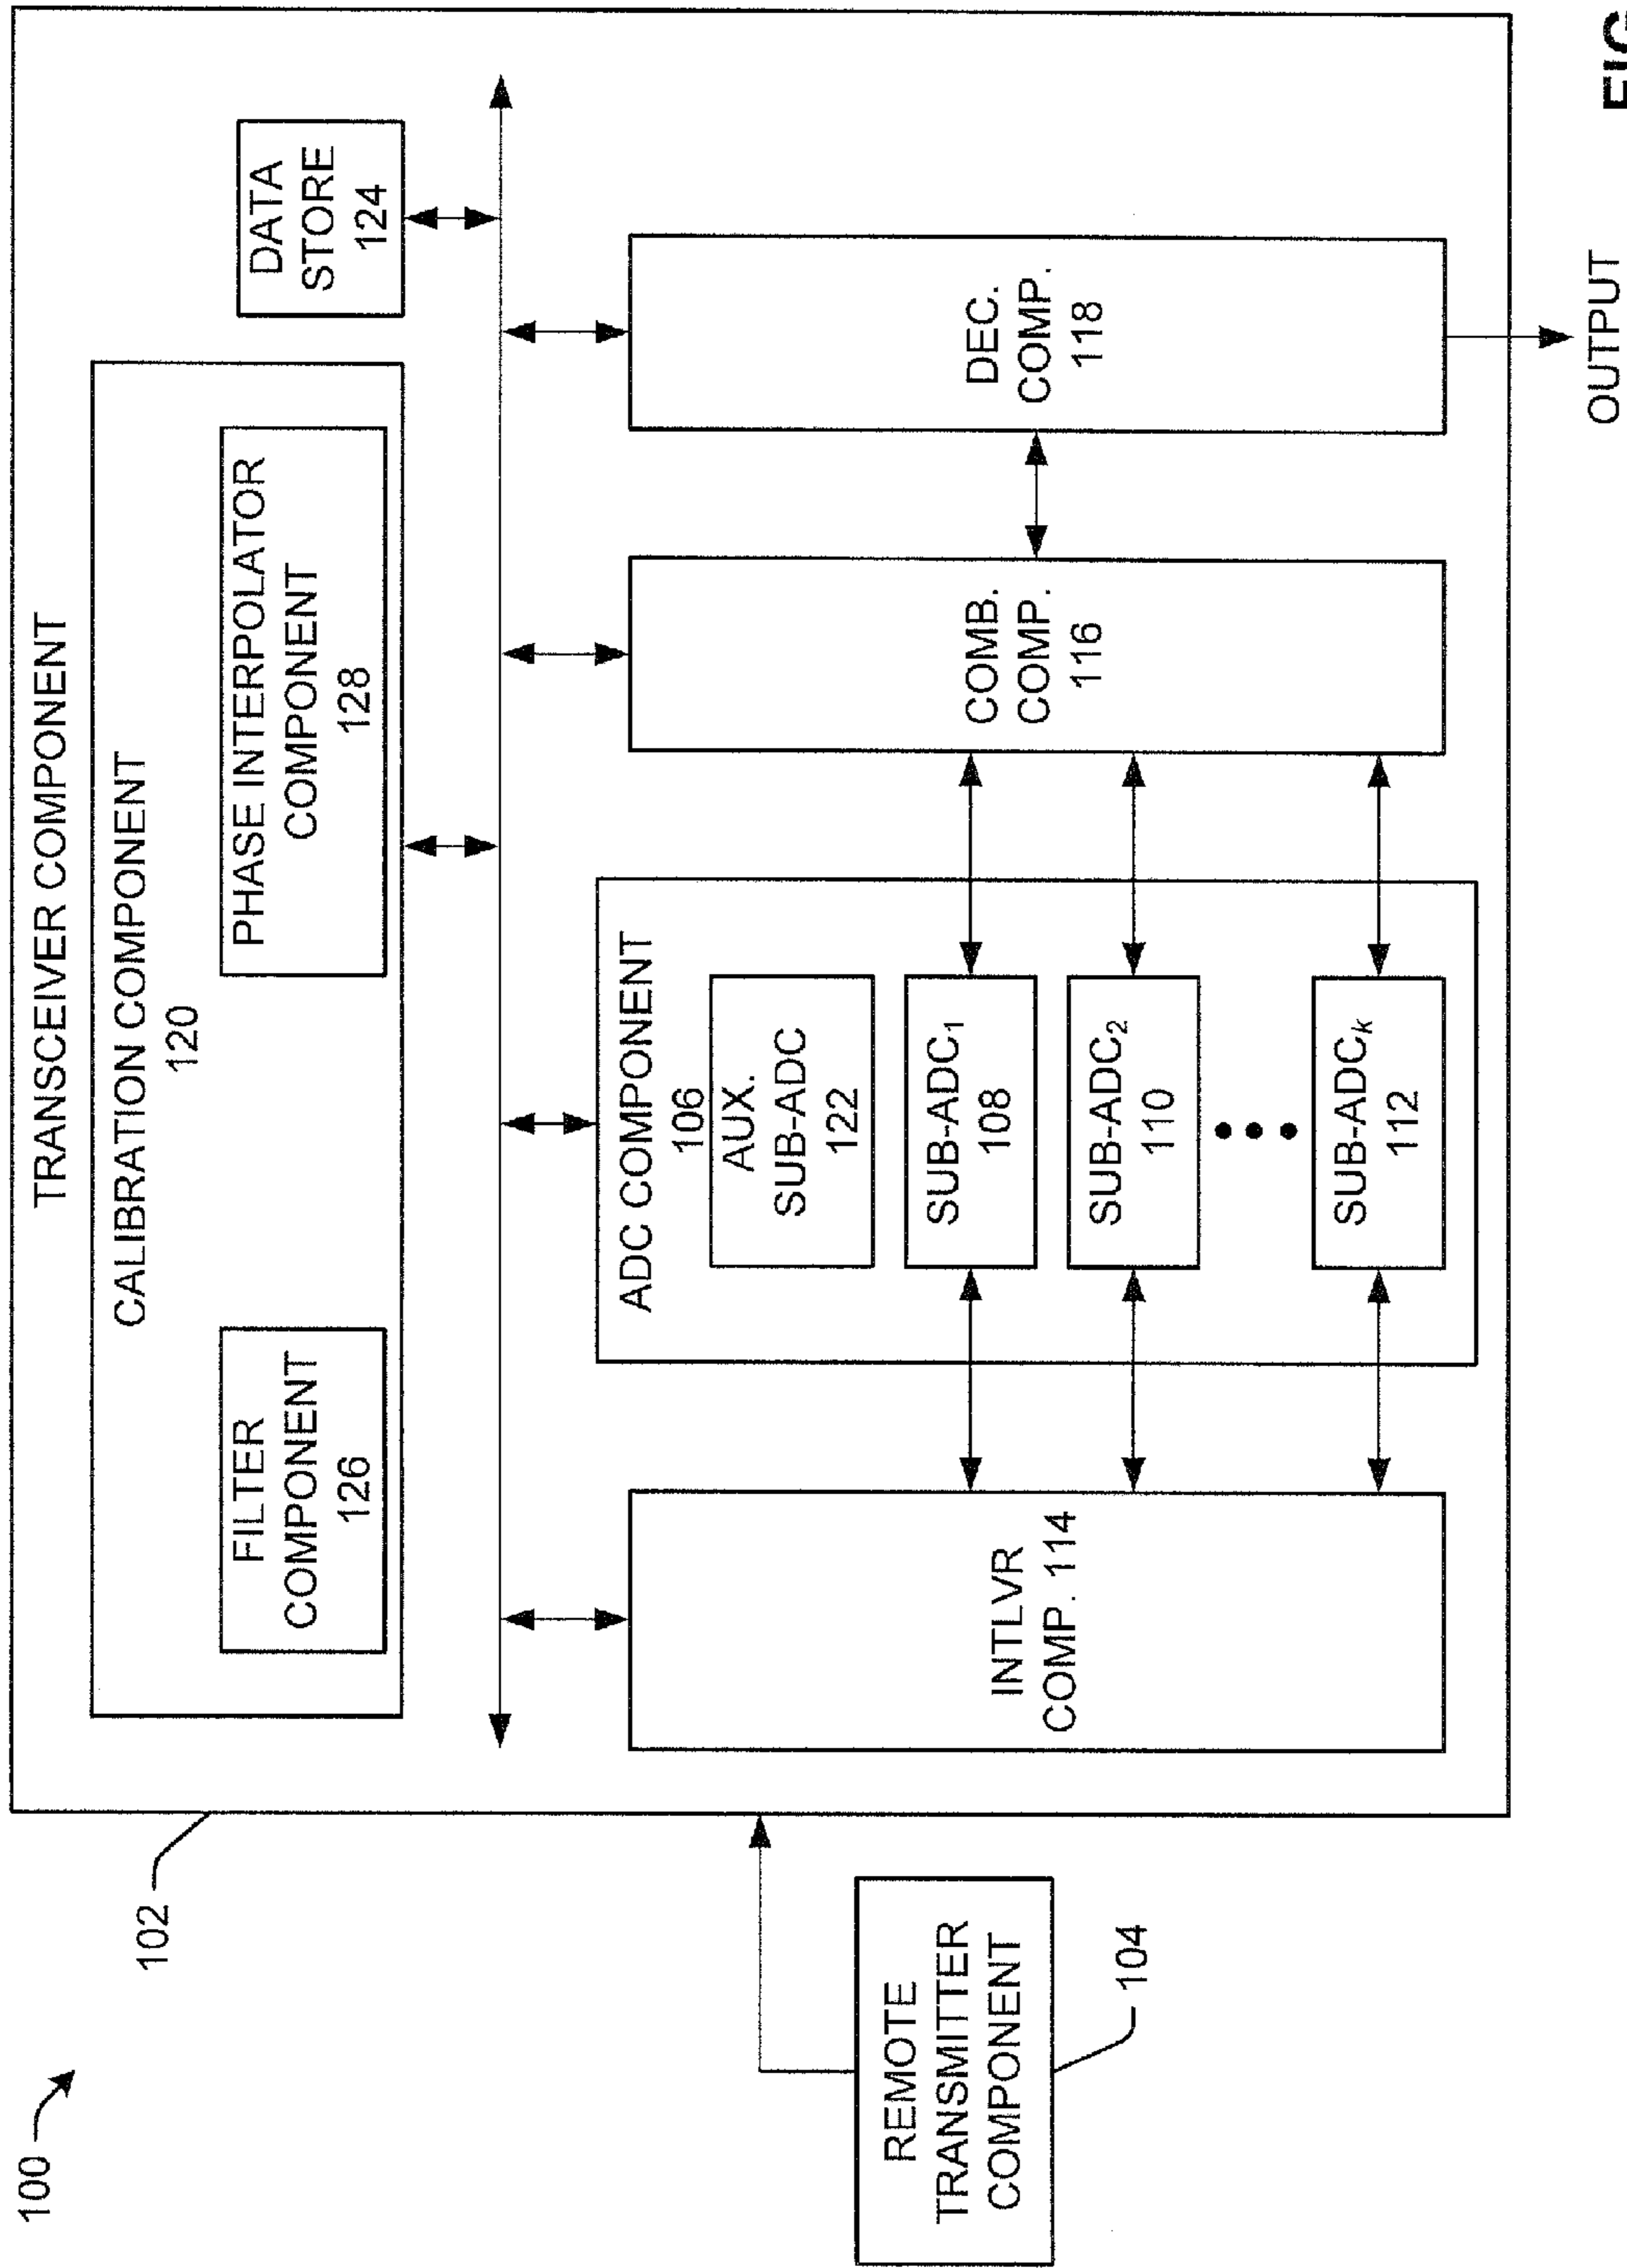 100
TRANSCEIVER COMPONENT
102
CALIBRATION COMPONENT
120
FILTER
COMPONENT
126
PHASE INTERPOLATOR
COMPONENT
128
DATA
STORE
124
REMOTE
TRANSMITTER
COMPONENT
104
INTLVR
COMP. 114
ADC COMPONENT
106
AUX.
SUB-ADC
122
SUB-ADC1
108
SUB-ADC2
110
SUB-ADCk
112
COMB.
COMP.
116
DEC.
COMP.
118
OUTPUT
FIG